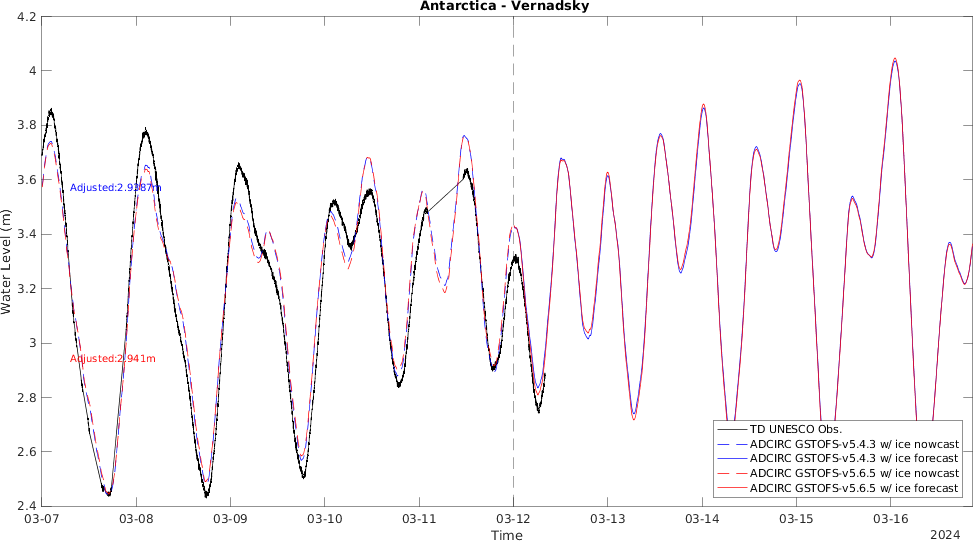 Antarctica - Vernadsky
4.2
4
3.8
3.6
3.4
3.2
3
2.8
2.6
2.4
Water Level (m)
Adjusted:2.9387m
Adjusted:2.941m
TD UNESCO Obs.
ADCIRC GSTOFS-v5.4.3 w/ ice nowcast
ADCIRC GSTOFS-v5.4.3 w/ ice forecast
ADCIRC GSTOFS-v5.6.5 w/ ice nowcast
ADCIRC GSTOFS-v5.6.5 w/ ice forecast
03-07 03-08 03-09 03-10 03-11 03-12 03-13 03-14 03-15 03-16
Time
2024